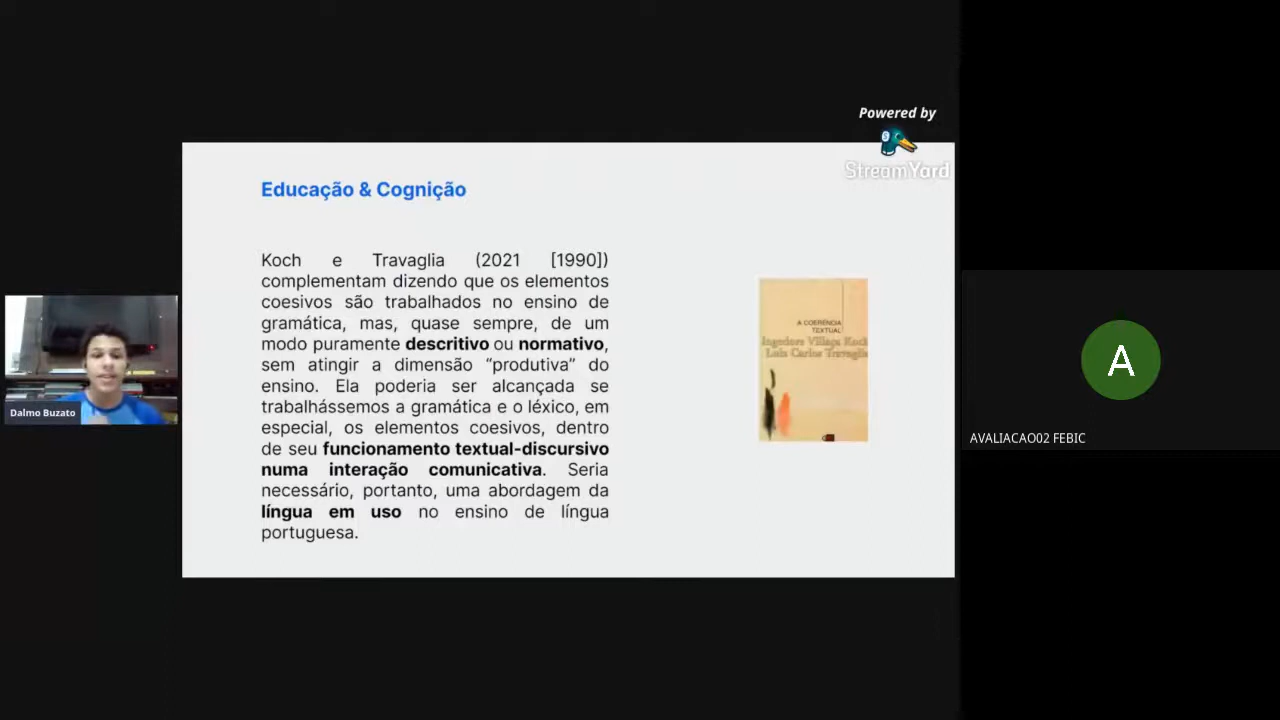 Powered by
StreamYard
Educação & Cognição
Koch e Travaglia (2021 [1990])
complementam dizendo que os elementos
coesivos são trabalhados no ensino de
gramática, mas, quase sempre, de um
modo puramente descritivo ou normativo,
sem atingir a dimensão “produtiva” do
ensino. Ela poderia ser alcançada se
trabalhássemos a gramática e o léxico, em
especial, os elementos coesivos, dentro
de seu funcionamento textual-discursivo
numa interação comunicativa. Seria
necessário, portanto, uma abordagem da
língua em uso no ensino de língua
portuguesa.
A COERÊNCIA
TEXTUAL
Ingedore Villaça Koch
Luiz Carlos Travaglia
Dalmo Buzato
A
AVALIACAO02 FEBIC